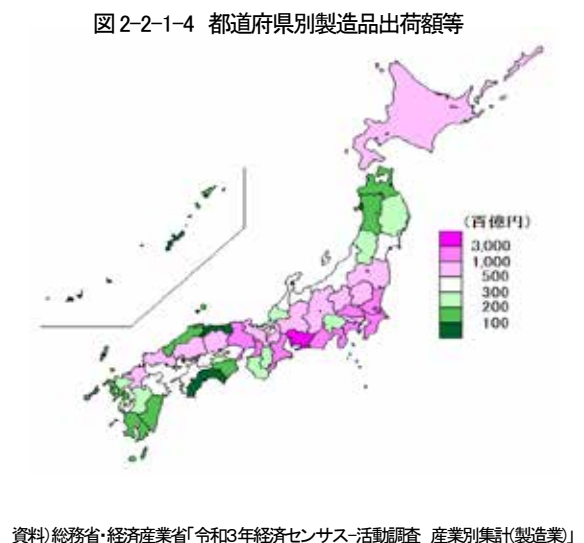 図2-2-1-4 都道府県別製造品出荷額等
(百億円)
3,000
1,000
500
300
200
100
資料)総務省・経済産業省「令和3年経済センサス-活動調査 産業別集計(製造業)」